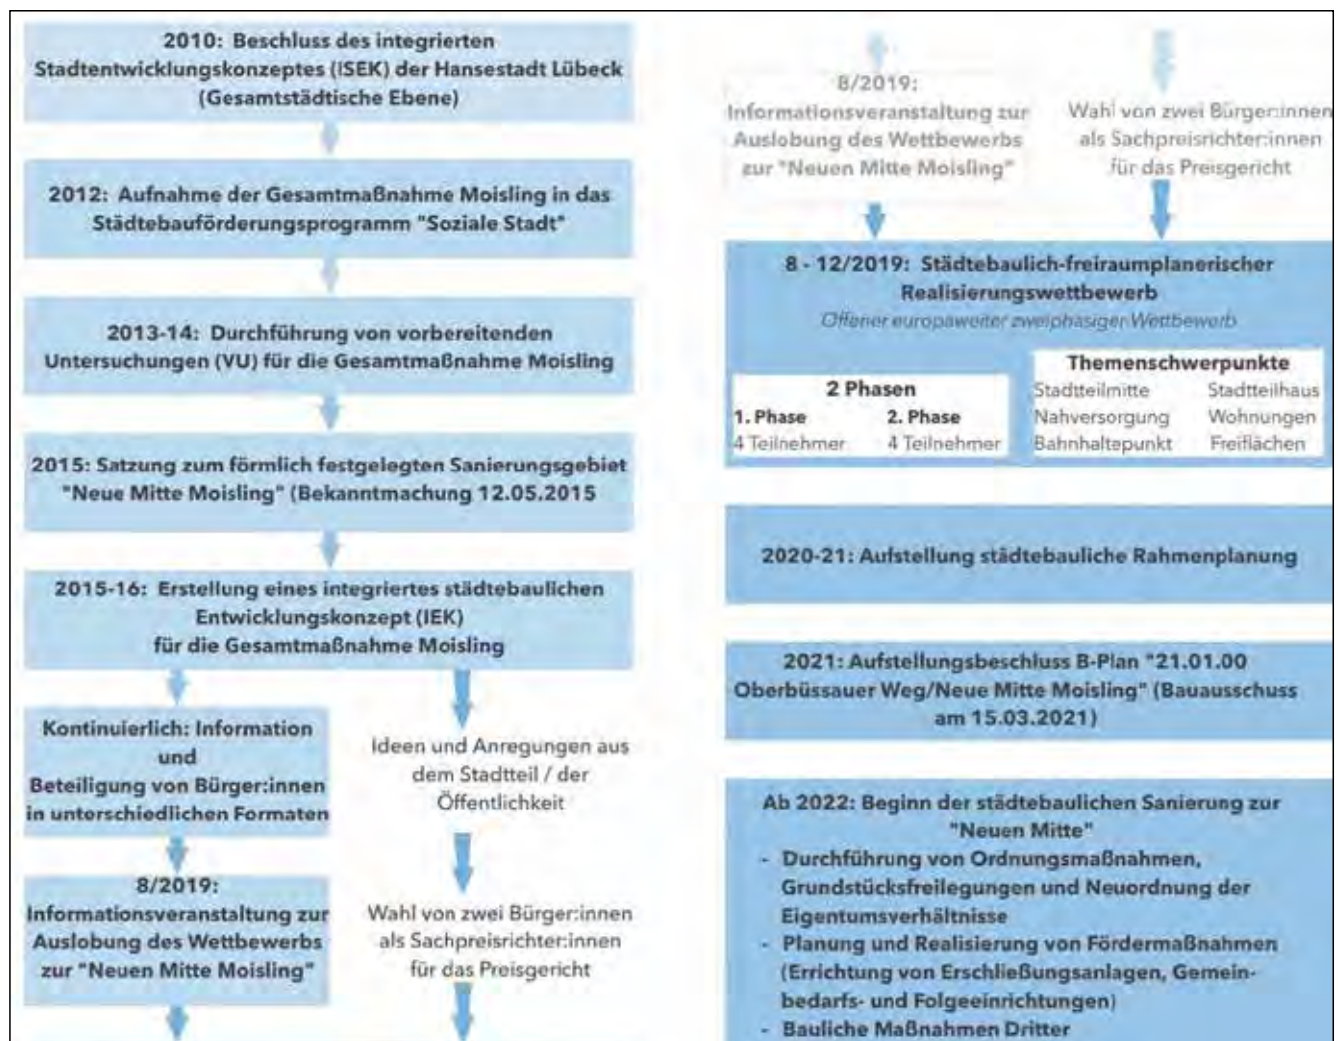 2010: Beschluss des integrierten
Stadtentwicklungskonzeptes (ISEK) der Hansestadt Lübeck
(Gesamtstädtische Ebene)
2012: Aufnahme der Gesamtmaßnahme Moisling in das
Städtebauförderungsprogramm "Soziale Stadt"
2013-14: Durchführung von vorbereitenden
Untersuchungen (VU) für die Gesamtmaßnahme Moisling
2015: Satzung zum förmlich festgelegten Sanierungsgebiet
"Neue Mitte Moisling" (Bekanntmachung 12.05.2015
2015-16: Erstellung eines integriertes städtebaulichen
Entwicklungskonzept (IEK)
für die Gesamtmaßnahme Moisling
Kontinuierlich: Information
und
Beteiligung von Bürger:innen
in unterschiedlichen Formaten
Ideen und Anregungen aus
dem Stadtteil / der
Öffentlichkeit
8/2019:
Informationsveranstaltung zur
Auslobung des Wettbewerbs
zur "Neuen Mitte Moisling"
Wahl von zwei Bürger:innen
als Sachpreisrichter:innen
für das Preisgericht
8/2019:
Informationsveranstaltung zur
Auslobung des Wettbewerbs
zur "Neuen Mitte Moisling"
Wahl von zwei Bürger:innen
als Sachpreisrichter:innen
für das Preisgericht
8 - 12/2019: Städtebaulich-freiraumplanerischer
Realisierungswettbewerb
Offener europaweiter zweiphasiger Wettbewerb
2 Phasen
1. Phase 2. Phase
4 Teilnehmer 4 Teilnehmer
Themenschwerpunkte
Stadtteilmitte Stadtteilhaus
Nahversorgung Wohnungen
Bahnhaltepunkt Freiflächen
2020-21: Aufstellung städtebauliche Rahmenplanung
2021: Aufstellungsbeschluss B-Plan "21.01.00
Oberbüssauer Weg/Neue Mitte Moisling" (Bauausschuss
am 15.03.2021)
Ab 2022: Beginn der städtebaulichen Sanierung zur
"Neuen Mitte"
- Durchführung von Ordnungsmaßnahmen,
Grundstücksfreilegungen und Neuordnung der
Eigentumsverhältnisse
- Planung und Realisierung von Fördermaßnahmen
(Errichtung von Erschließungsanlagen, Gemein-
bedarfs- und Folgeeinrichtungen)
- Bauliche Maßnahmen Dritter